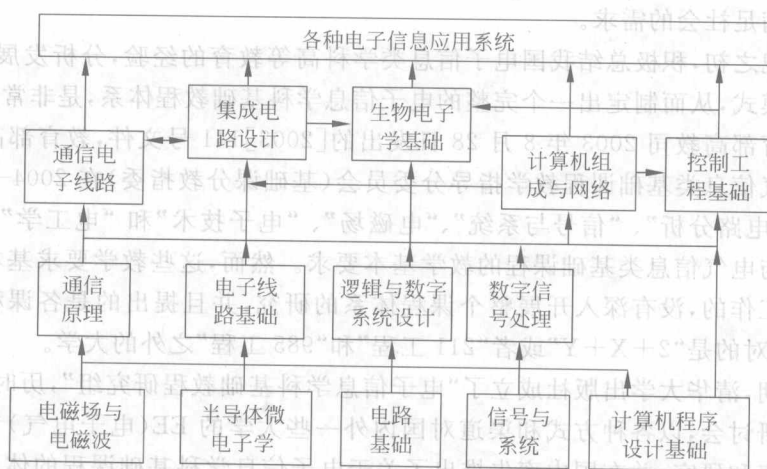 各种电子信息应用系统
集成电
路设计
生物电子
学基础
通信电
子线路
计算机组
成与网络
控制工
程基础
通信
原理
电子线
路基础
逻辑与数字
系统设计
数字信
号处理
电磁场与
电磁波
半导体微
电子学
电路
基础
信号与
系统
计算机程序
设计基础